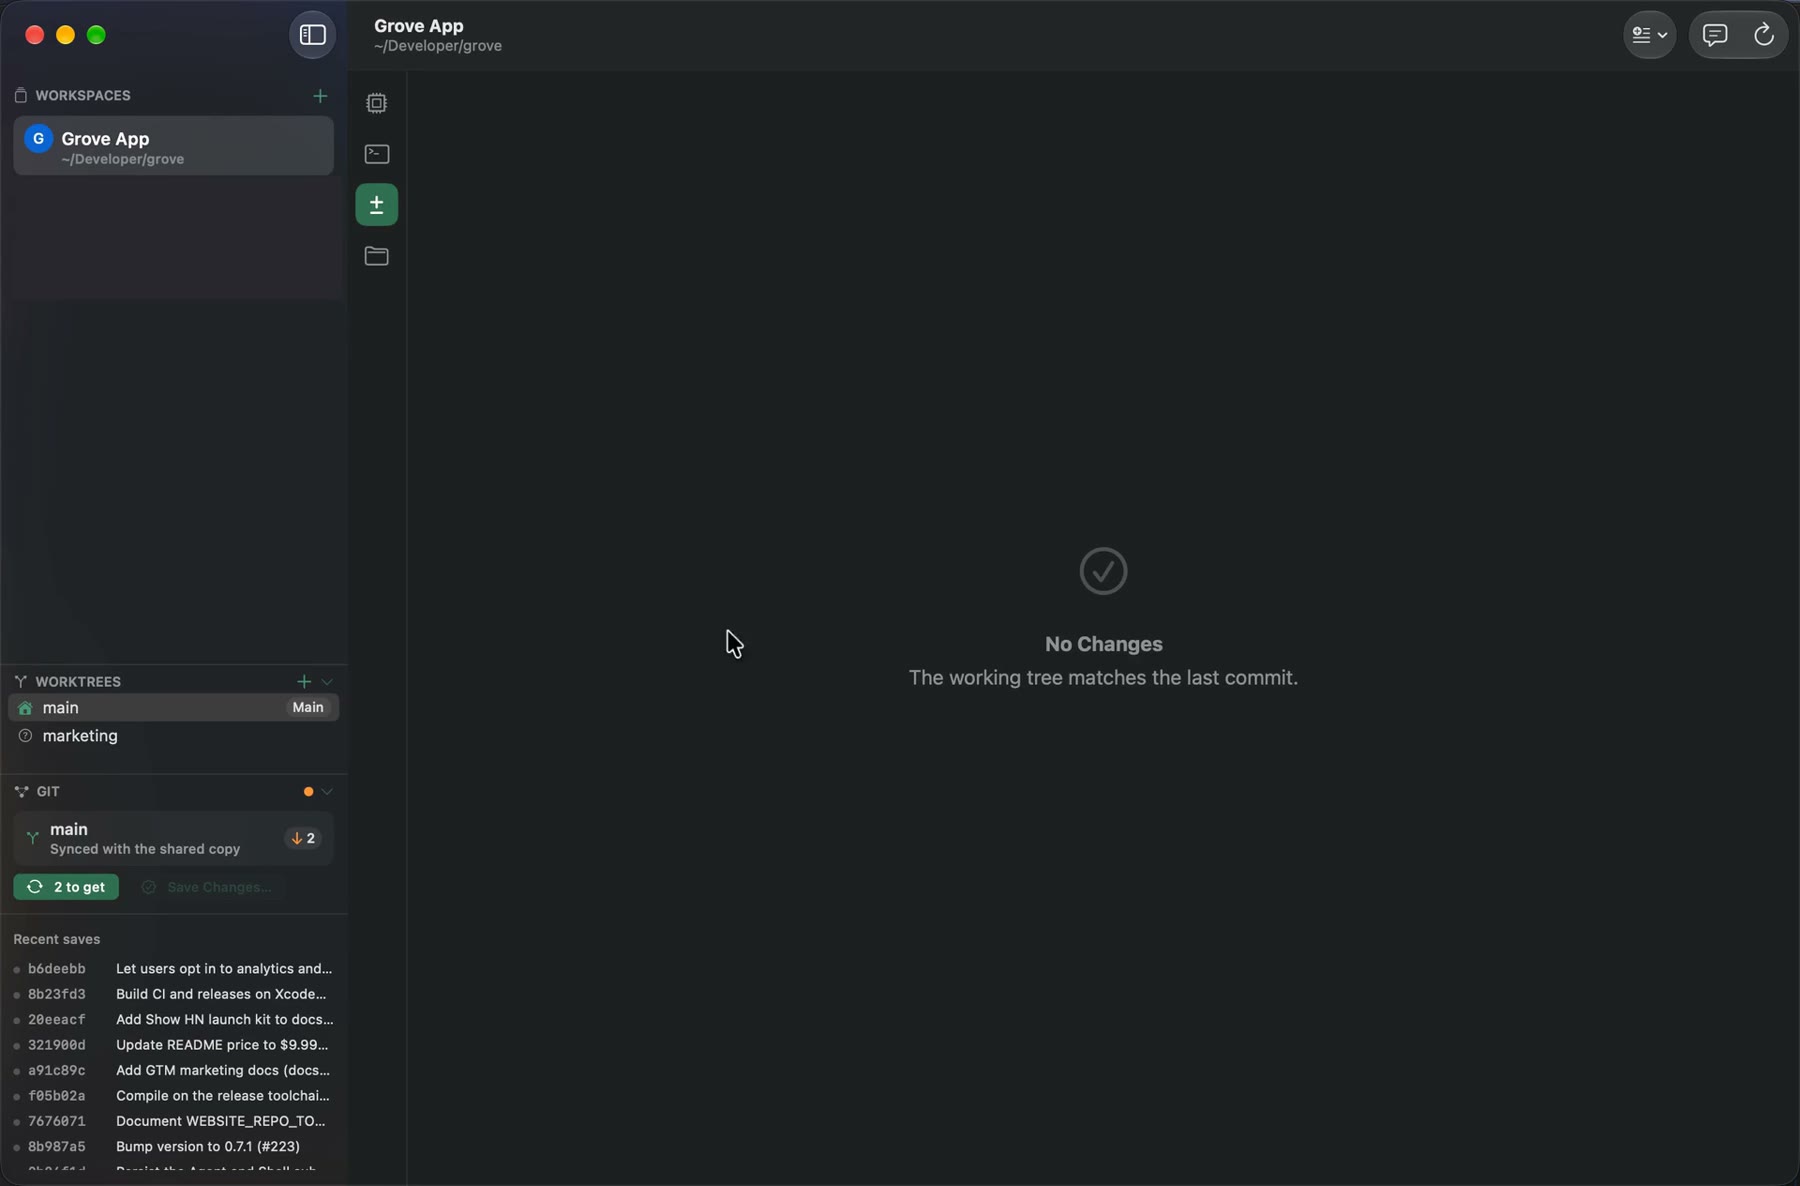 Grove App
~/Developer/grove
WORKSPACES
G
Grove App
~/Developer/grove
No Changes
The working tree matches the last commit.
WORKTREES
main
Main
marketing
GIT
main
Synced with the shared copy
2
2 to get
Save Changes...
Recent saves
b6deebb Let users opt in to analytics and...
8b23fd3 Build CI and releases on Xcode...
20eeacf Add Show HN launch kit to docs...
321900d Update README price to $9.99...
a91c89c Add GTM marketing docs (docs...
f05b02a Compile on the release toolchai...
7676071 Document WEBSITE_REPO_TO...
8b987a5 Bump version to 0.7.1 (#223)